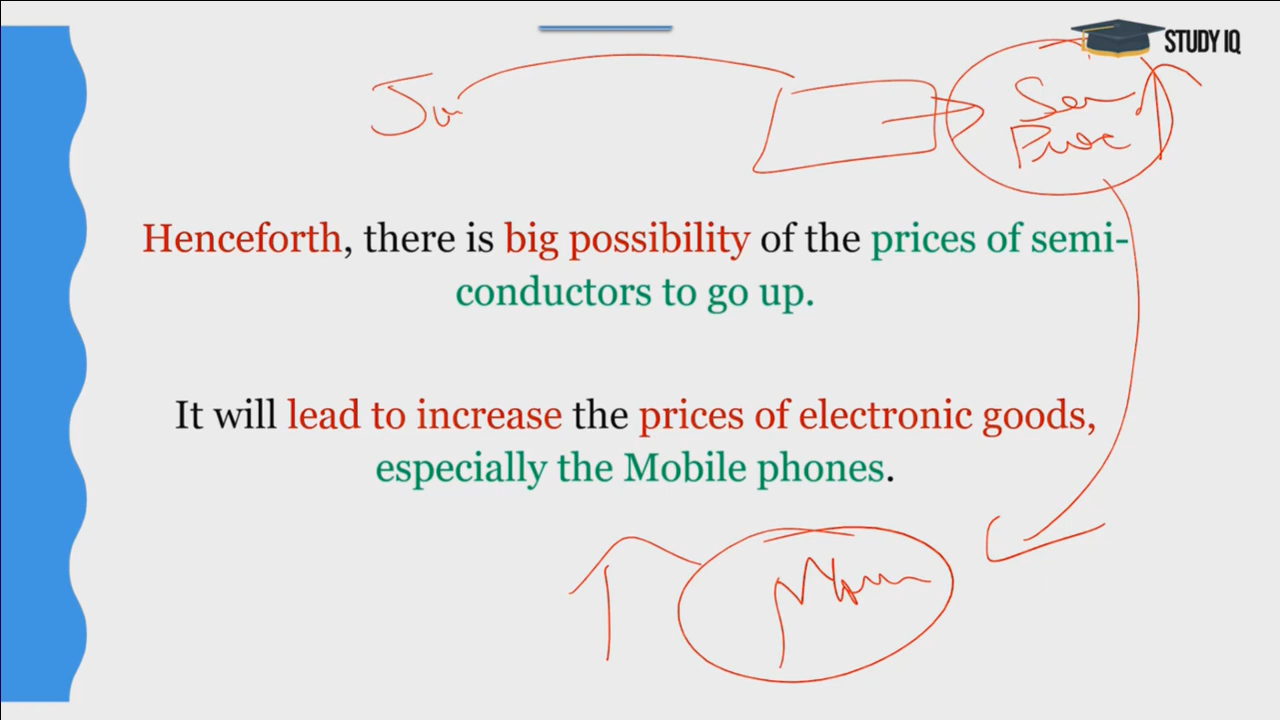 STUDY IQ
Henceforth, there is big possibility of the prices of semi-
conductors to go up.
It will lead to increase the prices of electronic goods,
especially the Mobile phones.